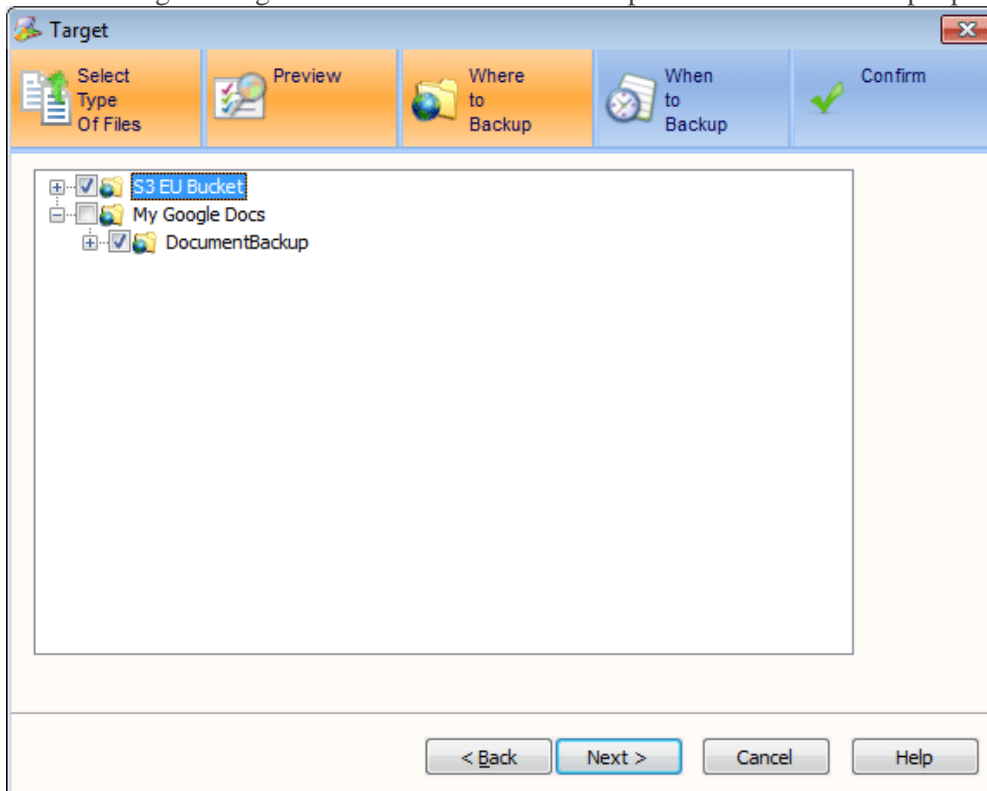 Target
Select
Type
Of Files
Preview
Where
to
Backup
When
to
Backup
Confirm
S3 EU Bucket
My Google Docs
DocumentBackup
< Back
Next >
Cancel
Help